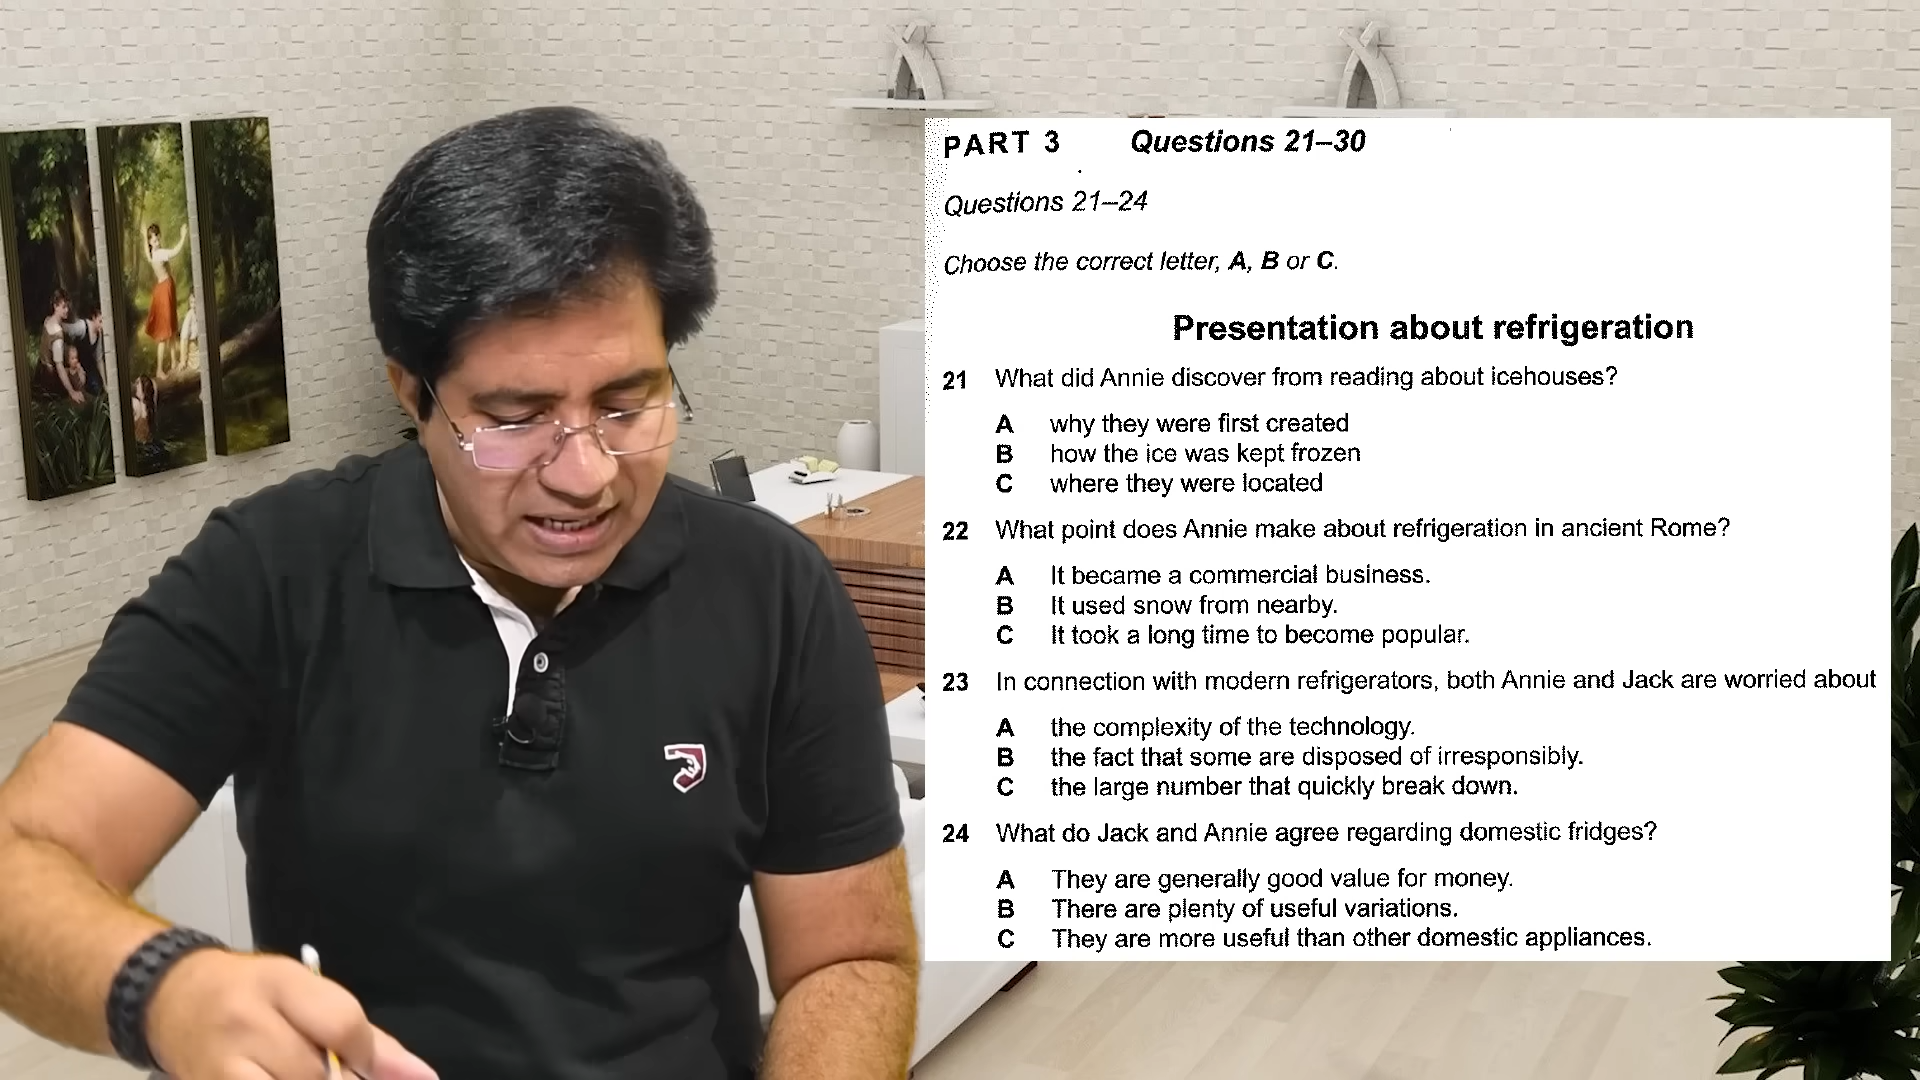 PART 3 Questions 21–30
Questions 21–24
Choose the correct letter, A, B or C.
Presentation about refrigeration
21 What did Annie discover from reading about icehouses?
A why they were first created
B how the ice was kept frozen
C where they were located
22 What point does Annie make about refrigeration in ancient Rome?
A It became a commercial business.
B It used snow from nearby.
C It took a long time to become popular.
23 In connection with modern refrigerators, both Annie and Jack are worried about
A the complexity of the technology.
B the fact that some are disposed of irresponsibly.
C the large number that quickly break down.
24 What do Jack and Annie agree regarding domestic fridges?
A They are generally good value for money.
B There are plenty of useful variations.
C They are more useful than other domestic appliances.